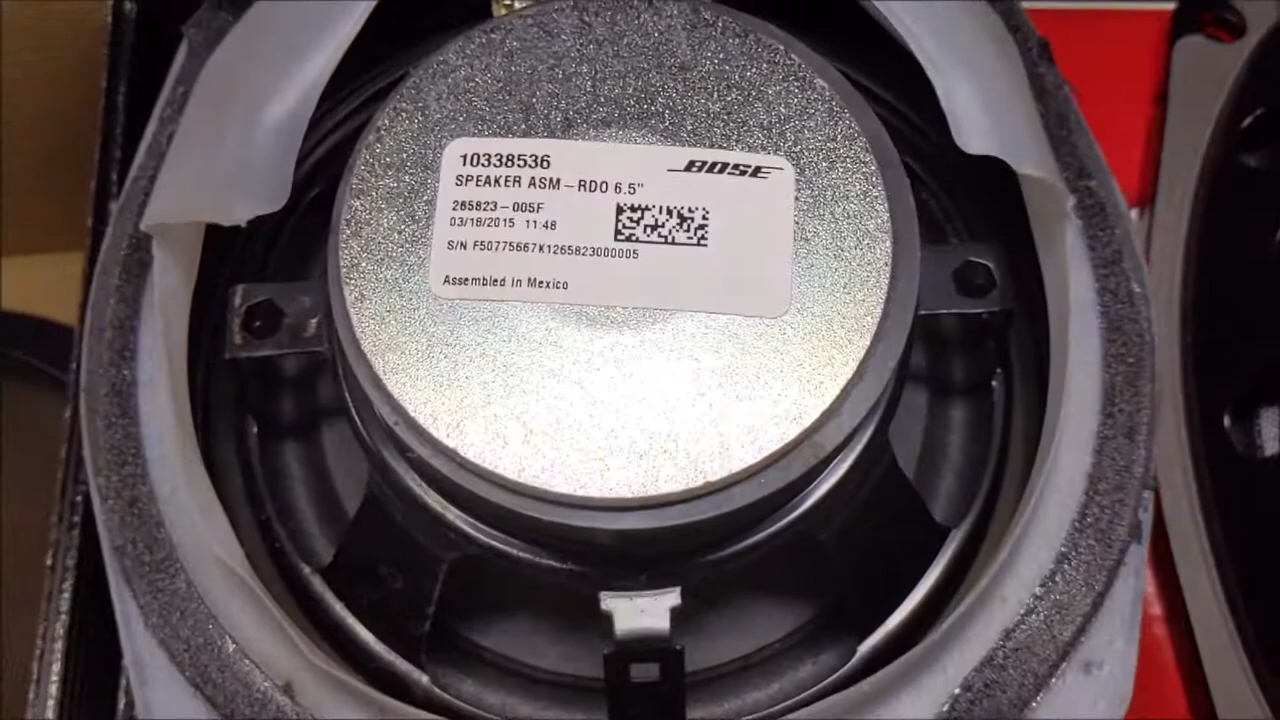 10338536
BOSE
SPEAKER ASM-RDO 6.5"
265823-005F
03/18/2015 11:48
S/N F50775667K1265823000005
Assembled in Mexico